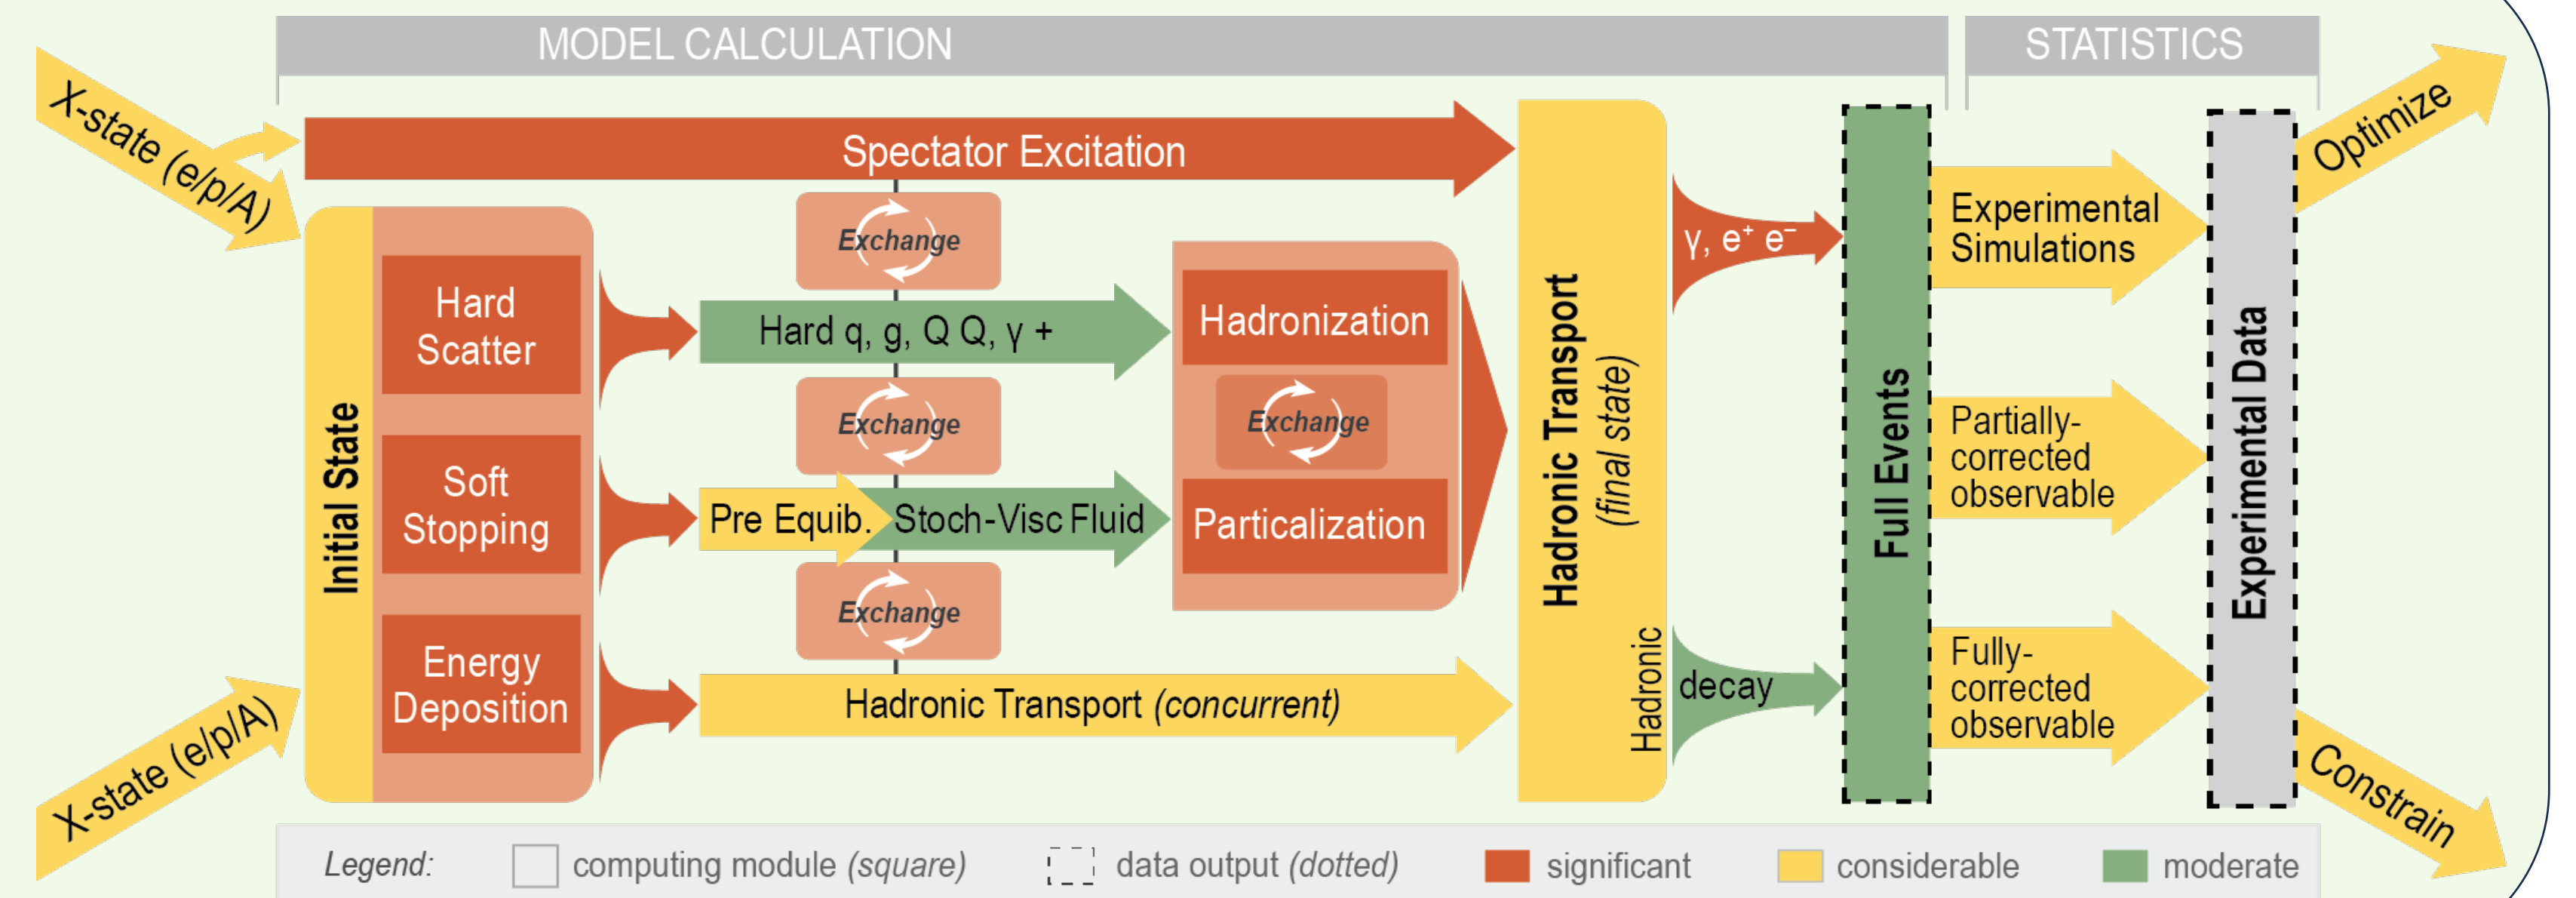 MODEL CALCULATION
STATISTICS
X-state (e/p/A)
Spectator Excitation
Optimize
Exchange
Experimental
Simulations
γ, e⁺ e⁻
Hard
Scatter
Hard q, g, Q Q, γ +
Hadronization
Initial State
Exchange
Exchange
Hadronic Transport
(final state)
Full Events
Partially-
corrected
observable
Experimental Data
Soft
Stopping
Pre Equib.
Stoch-Visc Fluid
Particalization
Exchange
Energy
Deposition
Hadronic Transport (concurrent)
Hadronic
decay
Fully-
corrected
observable
X-state (e/p/A)
Constrain
Legend:
computing module (square)
data output (dotted)
significant
considerable
moderate